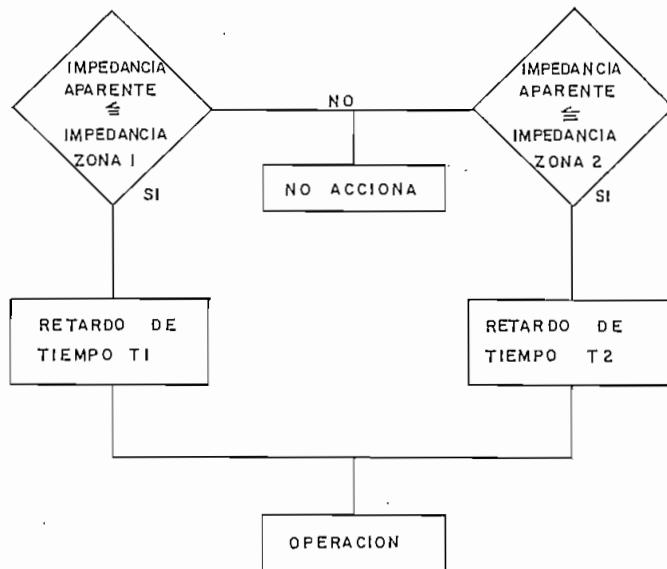 IMPEDANCIA
APARENTE
≦
IMPEDANCIA
ZONA 1
SI
NO
NO ACCIONA
IMPEDANCIA
APARENTE
≦
IMPEDANCIA
ZONA 2
SI
RETARDO DE
TIEMPO T1
RETARDO DE
TIEMPO T2
OPERACION